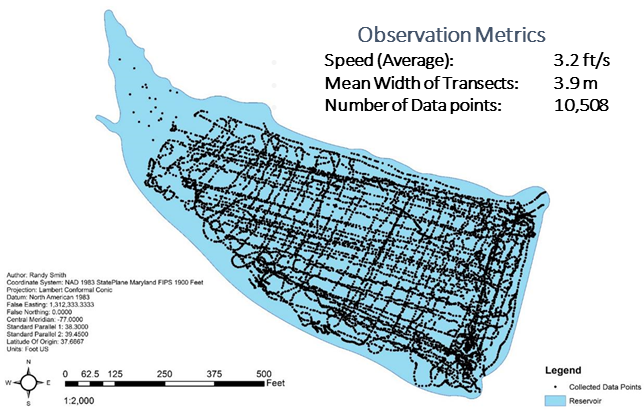 Observation Metrics
Speed (Average): 3.2 ft/s
Mean Width of Transects: 3.9 m
Number of Data points: 10,508
Author: Randy Smith
Coordinate System: NAD 1983 StatePlane Maryland FIPS 1900 Feet
Projection: Lambert Conformal Conic
Datum: North American 1983
False Easting: 1,312,333.3333
False Northing: 0.0000
Central Meridian: -77.0000
Standard Parallel 1: 38.3000
Standard Parallel 2: 39.4500
Latitude Of Origin: 37.6667
Units: Foot US
N
W E
S
0 62.5 125 250 375 500
Feet
1:2,000
Legend
Collected Data Points
Reservoir